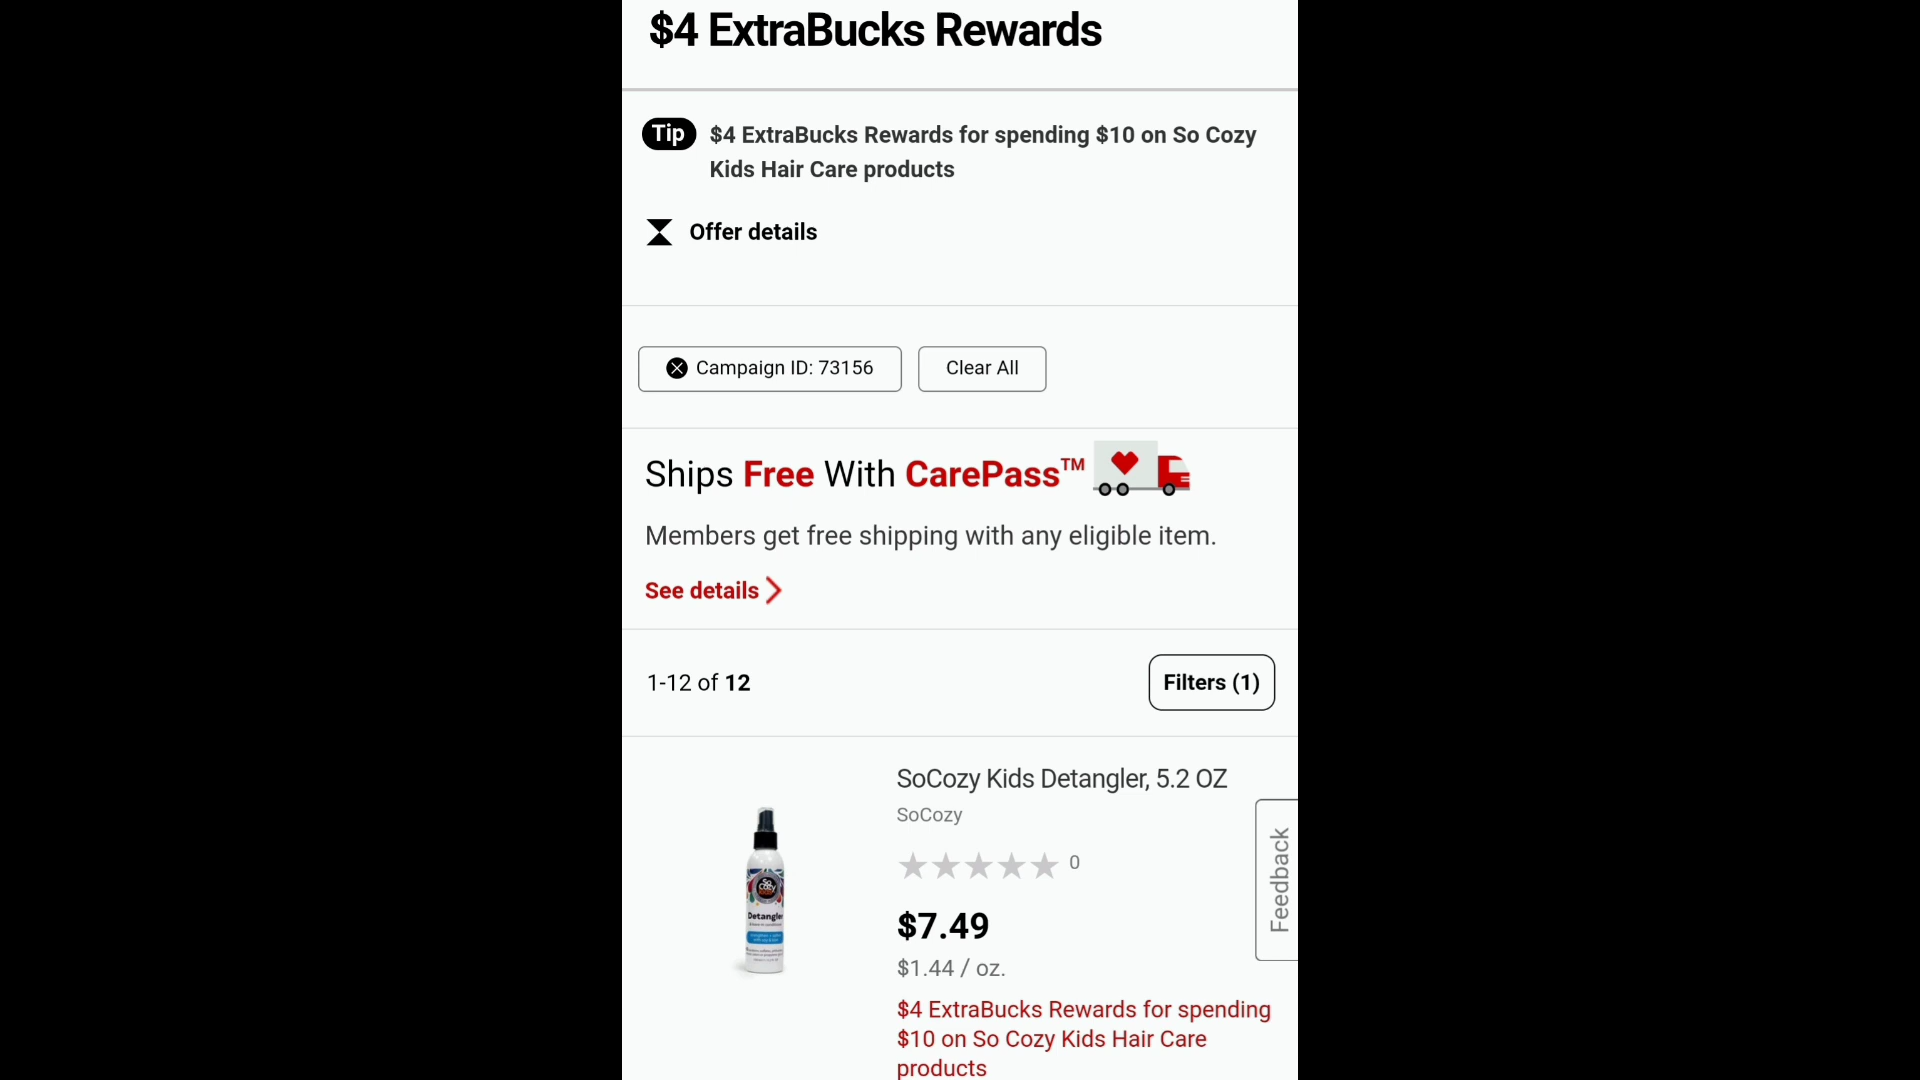 $4 ExtraBucks Rewards
Tip $4 ExtraBucks Rewards for spending $10 on So Cozy
Kids Hair Care products
Offer details
Campaign ID: 73156 Clear All
Ships Free With CarePass™
Members get free shipping with any eligible item.
See details
1-12 of 12 Filters (1)
SoCozy Kids Detangler, 5.2 OZ
SoCozy
0
Feedback
So
Cozy
Detangler
$7.49
$1.44 / oz.
$4 ExtraBucks Rewards for spending
$10 on So Cozy Kids Hair Care
products